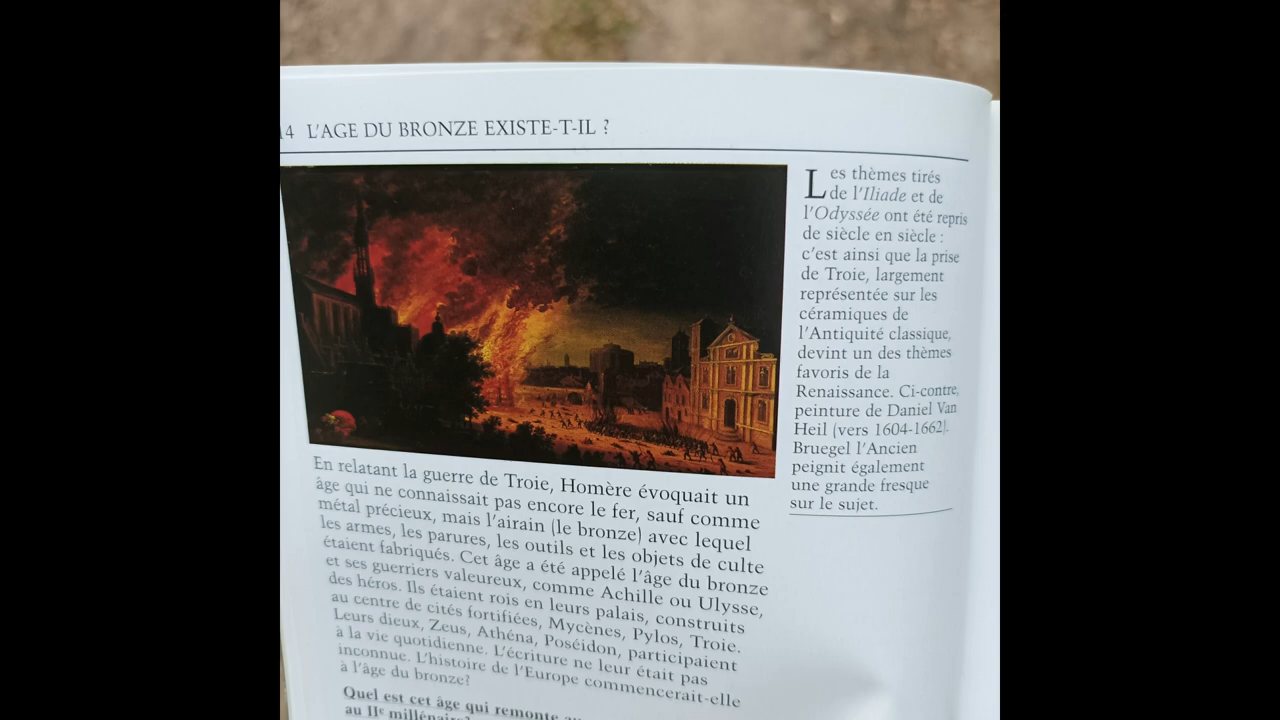 14 L'AGE DU BRONZE EXISTE-T-IL ?
Les thèmes tirés
de l'Iliade et de
l'Odyssée ont été repris
de siècle en siècle :
c'est ainsi que la prise
de Troie, largement
représentée sur les
céramiques de
l'Antiquité classique,
devint un des thèmes
favoris de la
Renaissance. Ci-contre,
peinture de Daniel Van
Heil (vers 1604-1662).
Bruegel l'Ancien
peignit également
une grande fresque
sur le sujet.
En relatant la guerre de Troie, Homère évoquait un
âge qui ne connaissait pas encore le fer, sauf comme
métal précieux, mais l'airain (le bronze) avec lequel
les armes, les parures, les outils et les objets de culte
étaient fabriqués. Cet âge a été appelé l'âge du bronze
et ses guerriers valeureux, comme Achille ou Ulysse,
des héros. Ils étaient rois en leurs palais, construits
au centre de cités fortifiées, Mycènes, Pylos, Troie.
Leurs dieux, Zeus, Athéna, Poséidon, participaient
à la vie quotidienne. L'écriture ne leur était pas
inconnue. L'histoire de l'Europe commencerait-elle
à l'âge du bronze?
Quel est cet âge qui remonte
au IIe millénaire?